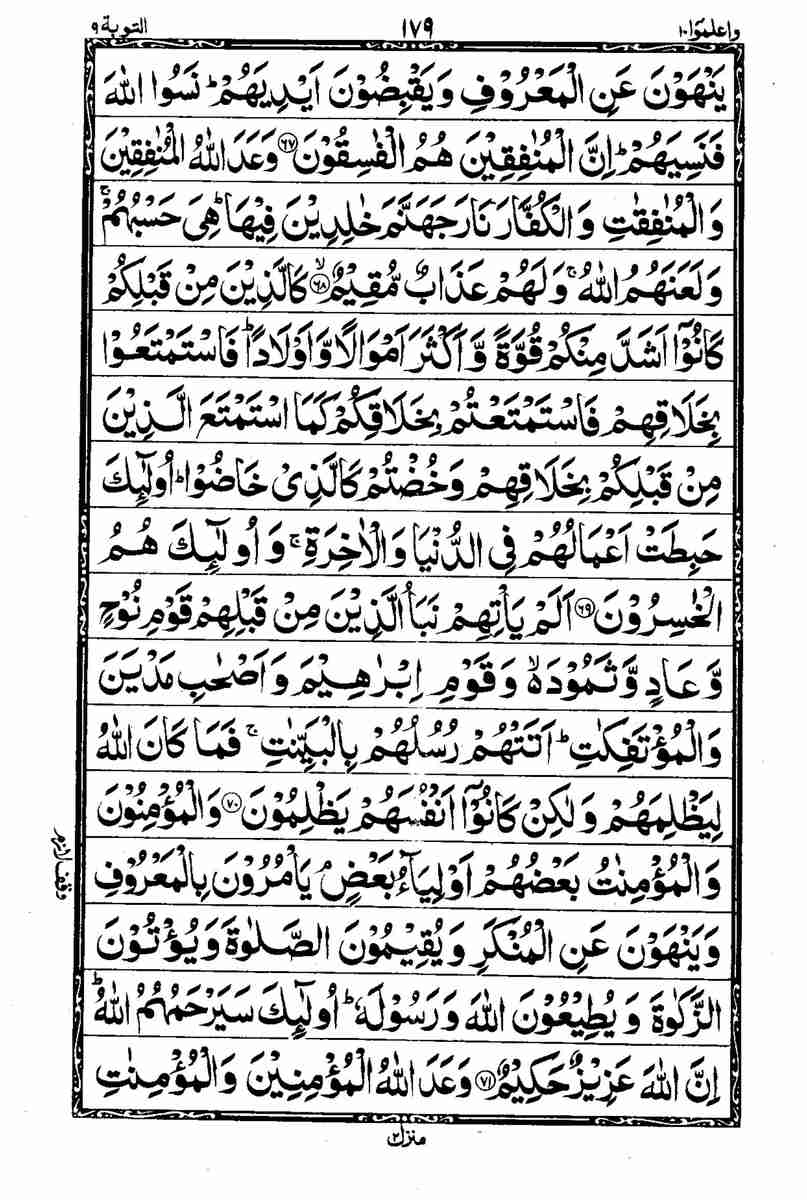 واعلموا ١٠
١٧٩
التوبة ٩
يَنْهَوْنَ عَنِ الْمَعْرُوْفِ وَيَقْبِضُوْنَ اَيْدِيَهُمْ ؕ نَسُوا اللّٰهَ
فَنَسِيَهُمْ ؕ اِنَّ الْمُنٰفِقِيْنَ هُمُ الْفٰسِقُوْنَ ﴿٦٧﴾ وَعَدَ اللّٰهُ الْمُنٰفِقِيْنَ
وَالْمُنٰفِقٰتِ وَالْكُفَّارَ نَارَ جَهَنَّمَ خٰلِدِيْنَ فِيْهَا ؕ هِيَ حَسْبُهُمْ ۚ
وَلَعَنَهُمُ اللّٰهُ ۚ وَلَهُمْ عَذَابٌ مُّقِيْمٌ ﴿٦٨﴾ۙ كَالَّذِيْنَ مِنْ قَبْلِكُمْ
كَانُوْۤا اَشَدَّ مِنْكُمْ قُوَّةً وَّاَكْثَرَ اَمْوَالًا وَّاَوْلَادًا ؕ فَاسْتَمْتَعُوْا
بِخَلَاقِهِمْ فَاسْتَمْتَعْتُمْ بِخَلَاقِكُمْ كَمَا اسْتَمْتَعَ الَّذِيْنَ
مِنْ قَبْلِكُمْ بِخَلَاقِهِمْ وَخُضْتُمْ كَالَّذِيْ خَاضُوْا ؕ اُولٰٓئِكَ
حَبِطَتْ اَعْمَالُهُمْ فِي الدُّنْيَا وَالْاٰخِرَةِ ۚ وَاُولٰٓئِكَ هُمُ
الْخٰسِرُوْنَ ﴿٦٩﴾ اَلَمْ يَاْتِهِمْ نَبَاُ الَّذِيْنَ مِنْ قَبْلِهِمْ قَوْمِ نُوْحٍ
وَّعَادٍ وَّثَمُوْدَ ۙ۬ وَقَوْمِ اِبْرٰهِيْمَ وَاَصْحٰبِ مَدْيَنَ
وَالْمُؤْتَفِكٰتِ ؕ اَتَتْهُمْ رُسُلُهُمْ بِالْبَيِّنٰتِ ۚ فَمَا كَانَ اللّٰهُ
لِيَظْلِمَهُمْ وَلٰكِنْ كَانُوْۤا اَنْفُسَهُمْ يَظْلِمُوْنَ ﴿٧٠﴾ وَالْمُؤْمِنُوْنَ
وَالْمُؤْمِنٰتُ بَعْضُهُمْ اَوْلِيَآءُ بَعْضٍ ۘ يَاْمُرُوْنَ بِالْمَعْرُوْفِ
وَيَنْهَوْنَ عَنِ الْمُنْكَرِ وَيُقِيْمُوْنَ الصَّلٰوةَ وَيُؤْتُوْنَ
الزَّكٰوةَ وَيُطِيْعُوْنَ اللّٰهَ وَرَسُوْلَهٗ ؕ اُولٰٓئِكَ سَيَرْحَمُهُمُ اللّٰهُ ؕ
اِنَّ اللّٰهَ عَزِيْزٌ حَكِيْمٌ ﴿٧١﴾ وَعَدَ اللّٰهُ الْمُؤْمِنِيْنَ وَالْمُؤْمِنٰتِ
وقف لازم
منزل ٢